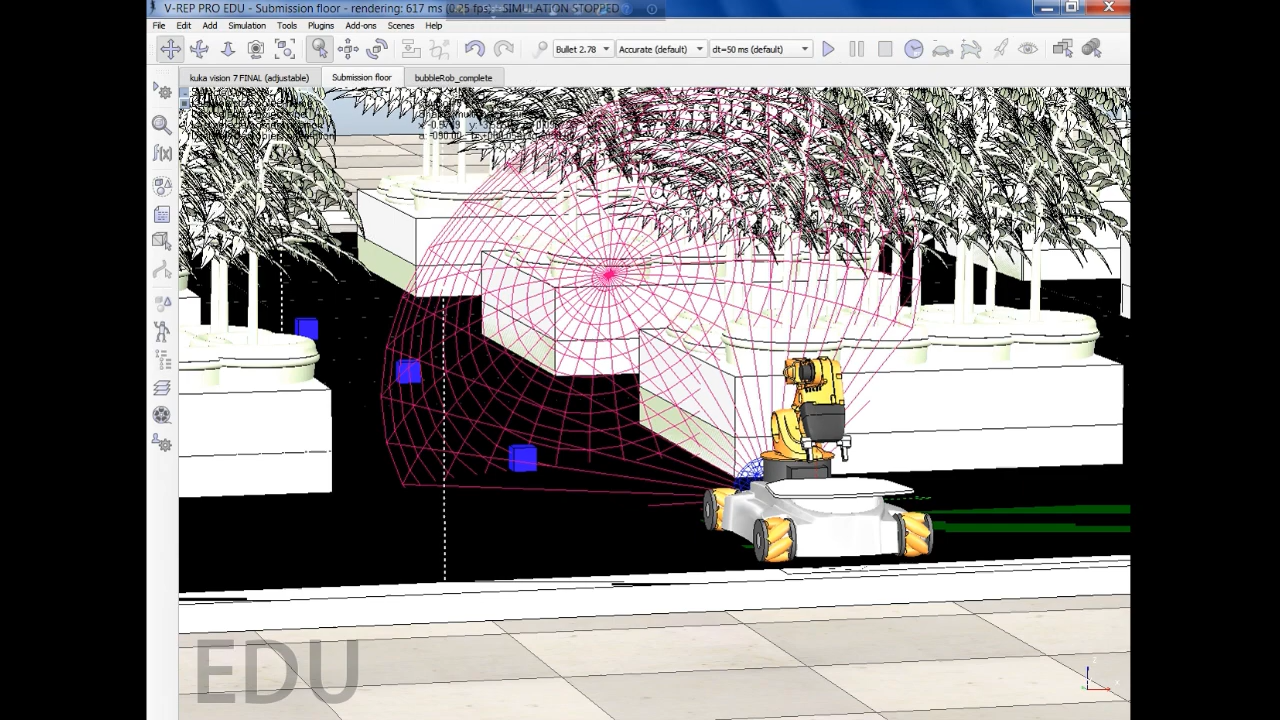 V-REP PRO EDU - Submission floor - rendering: 617 ms (0.25 fps) - SIMULATION STOPPED
File Edit Add Simulation Tools Plugins Add-ons Scenes Help
Bullet 2.78 Accurate (default) dt=50 ms (default)
kuka vision 7 FINAL (adjustable) Submission floor bubbleRob_complete
EDU